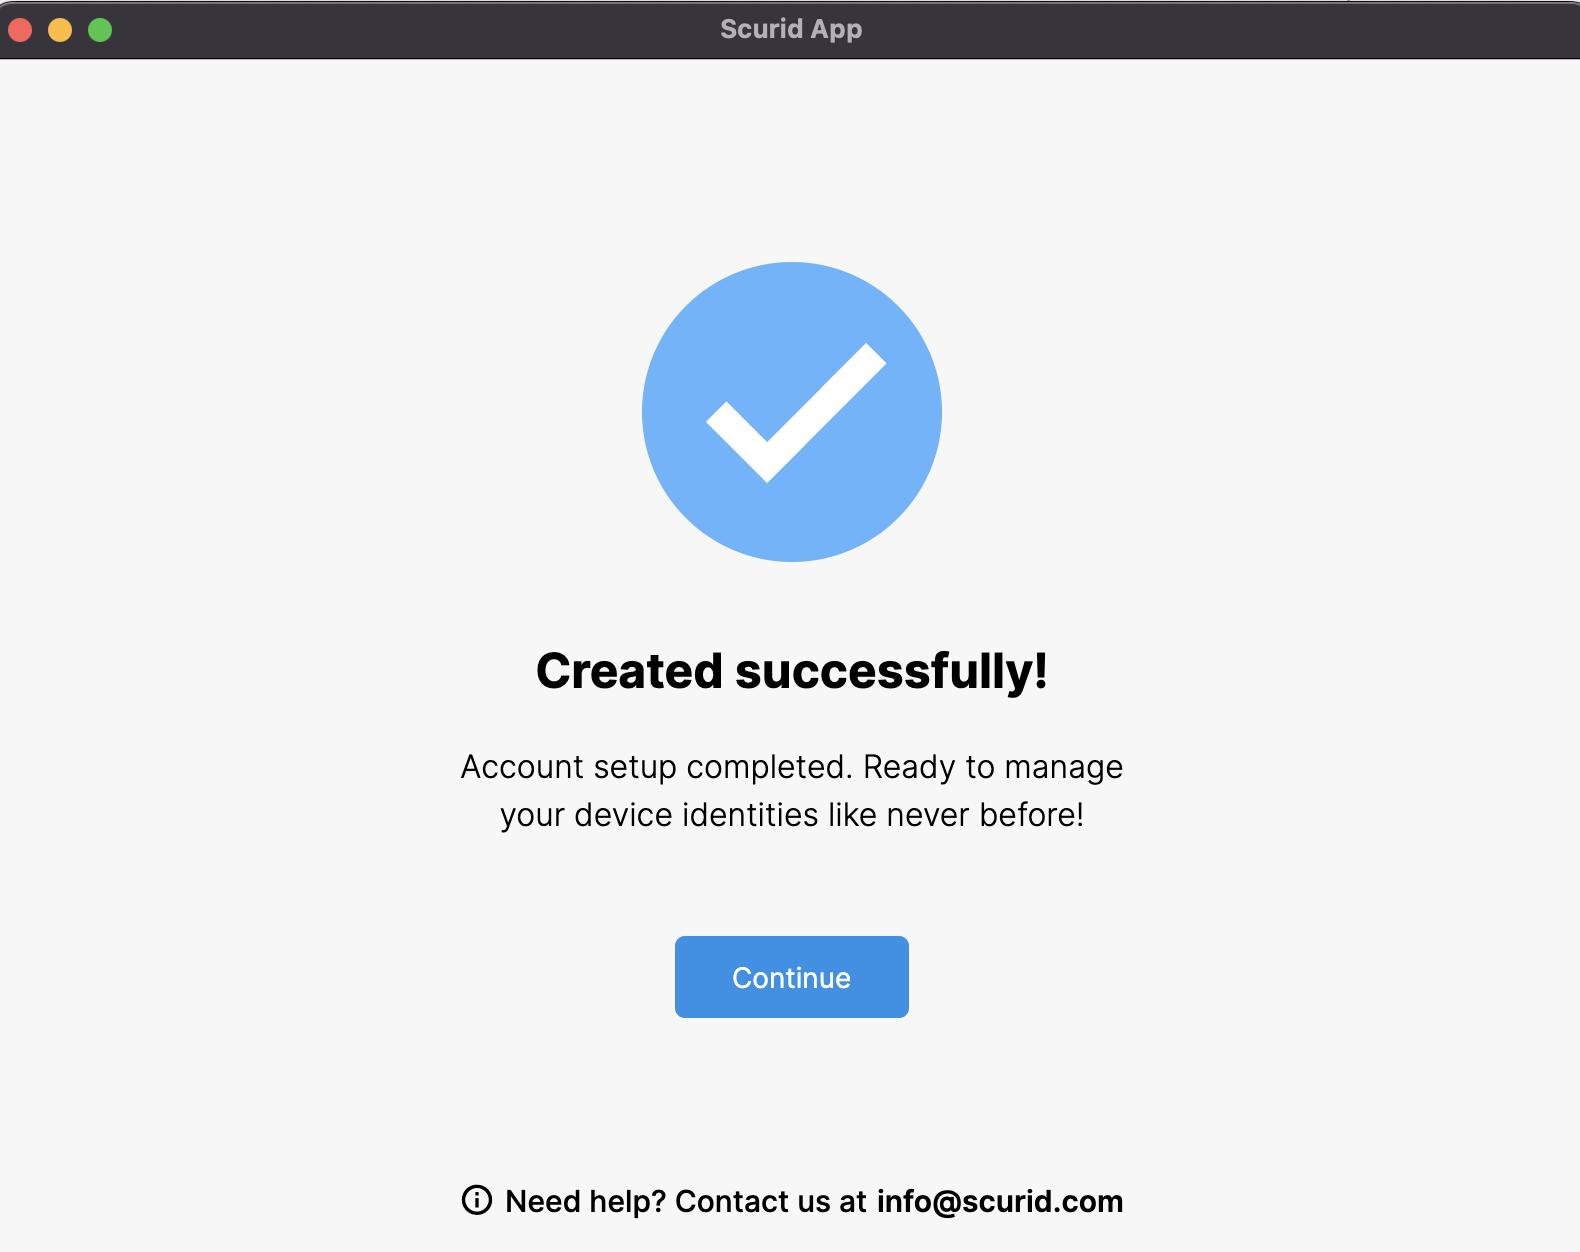 Scurid App
Created successfully!
Account setup completed. Ready to manage
your device identities like never before!
Continue
Need help? Contact us at info@scurid.com